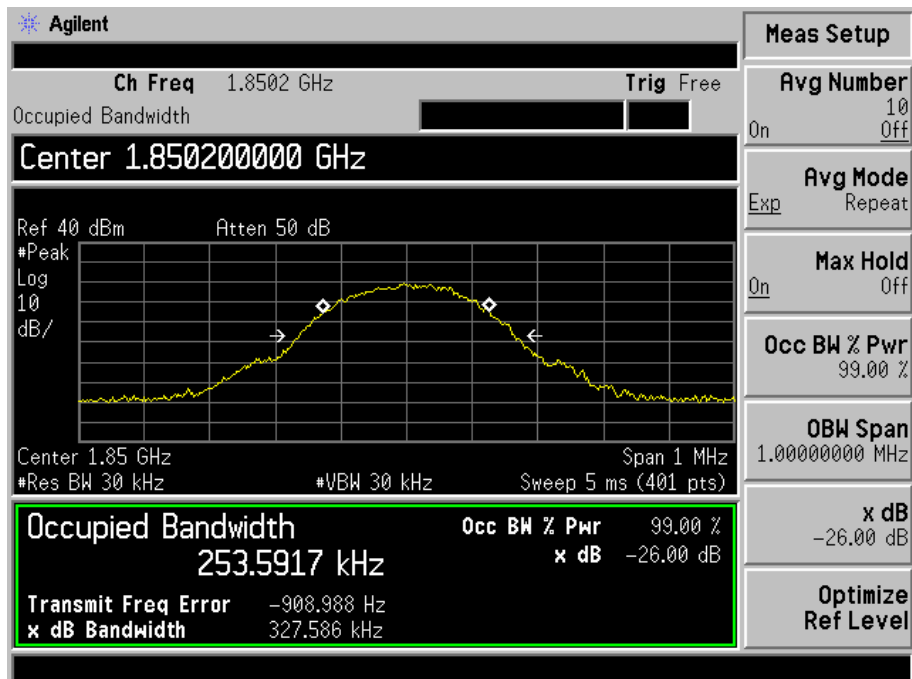 Agilent
Meas Setup
Ch Freq 1.8502 GHz Trig Free
Occupied Bandwidth
Avg Number
10
On Off
Center 1.850200000 GHz
Avg Mode
Exp Repeat
Ref 40 dBm Atten 50 dB
#Peak
Log
10
dB/
Max Hold
On Off
Occ BW % Pwr
99.00 %
OBW Span
1.00000000 MHz
Center 1.85 GHz Span 1 MHz
#Res BW 30 kHz #VBW 30 kHz Sweep 5 ms (401 pts)
x dB
-26.00 dB
Occupied Bandwidth Occ BW % Pwr 99.00 %
253.5917 kHz x dB -26.00 dB
Transmit Freq Error -908.988 Hz
x dB Bandwidth 327.586 kHz
Optimize
Ref Level